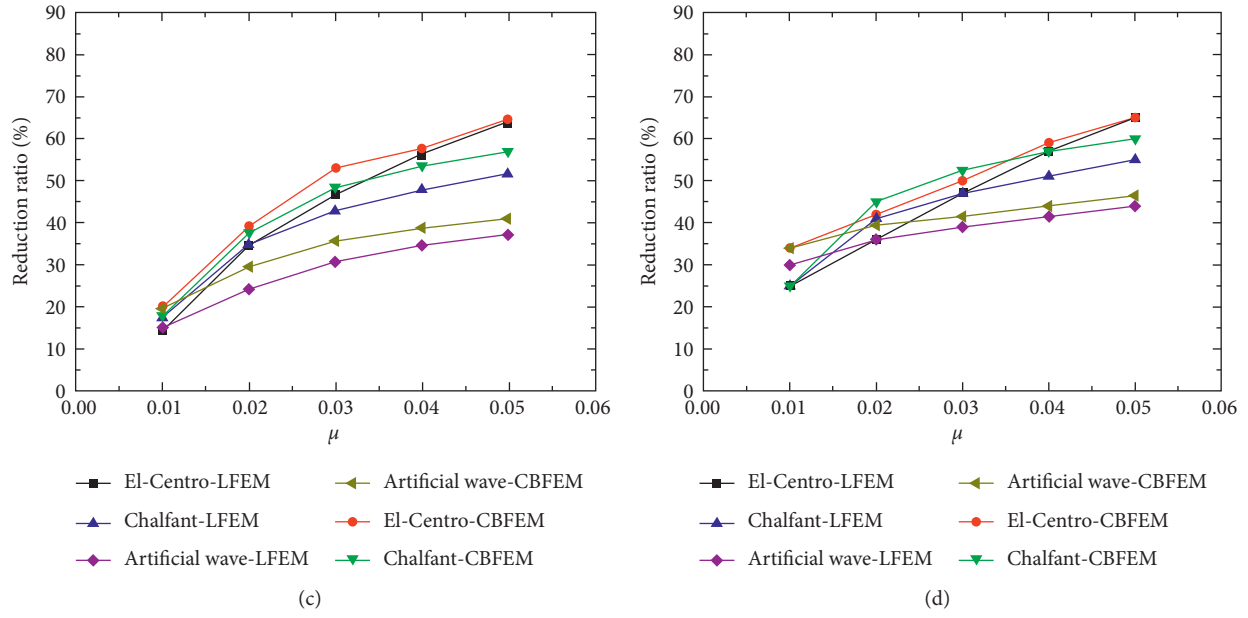 90
80
70
60
50
40
30
20
10
0
Reduction ratio (%)
0.00 0.01 0.02 0.03 0.04 0.05 0.06
μ
El-Centro-LFEM
Chalfant-LFEM
Artificial wave-LFEM
Artificial wave-CBFEM
El-Centro-CBFEM
Chalfant-CBFEM
(c)
90
80
70
60
50
40
30
20
10
0
Reduction ratio (%)
0.00 0.01 0.02 0.03 0.04 0.05 0.06
μ
El-Centro-LFEM
Chalfant-LFEM
Artificial wave-LFEM
Artificial wave-CBFEM
El-Centro-CBFEM
Chalfant-CBFEM
(d)